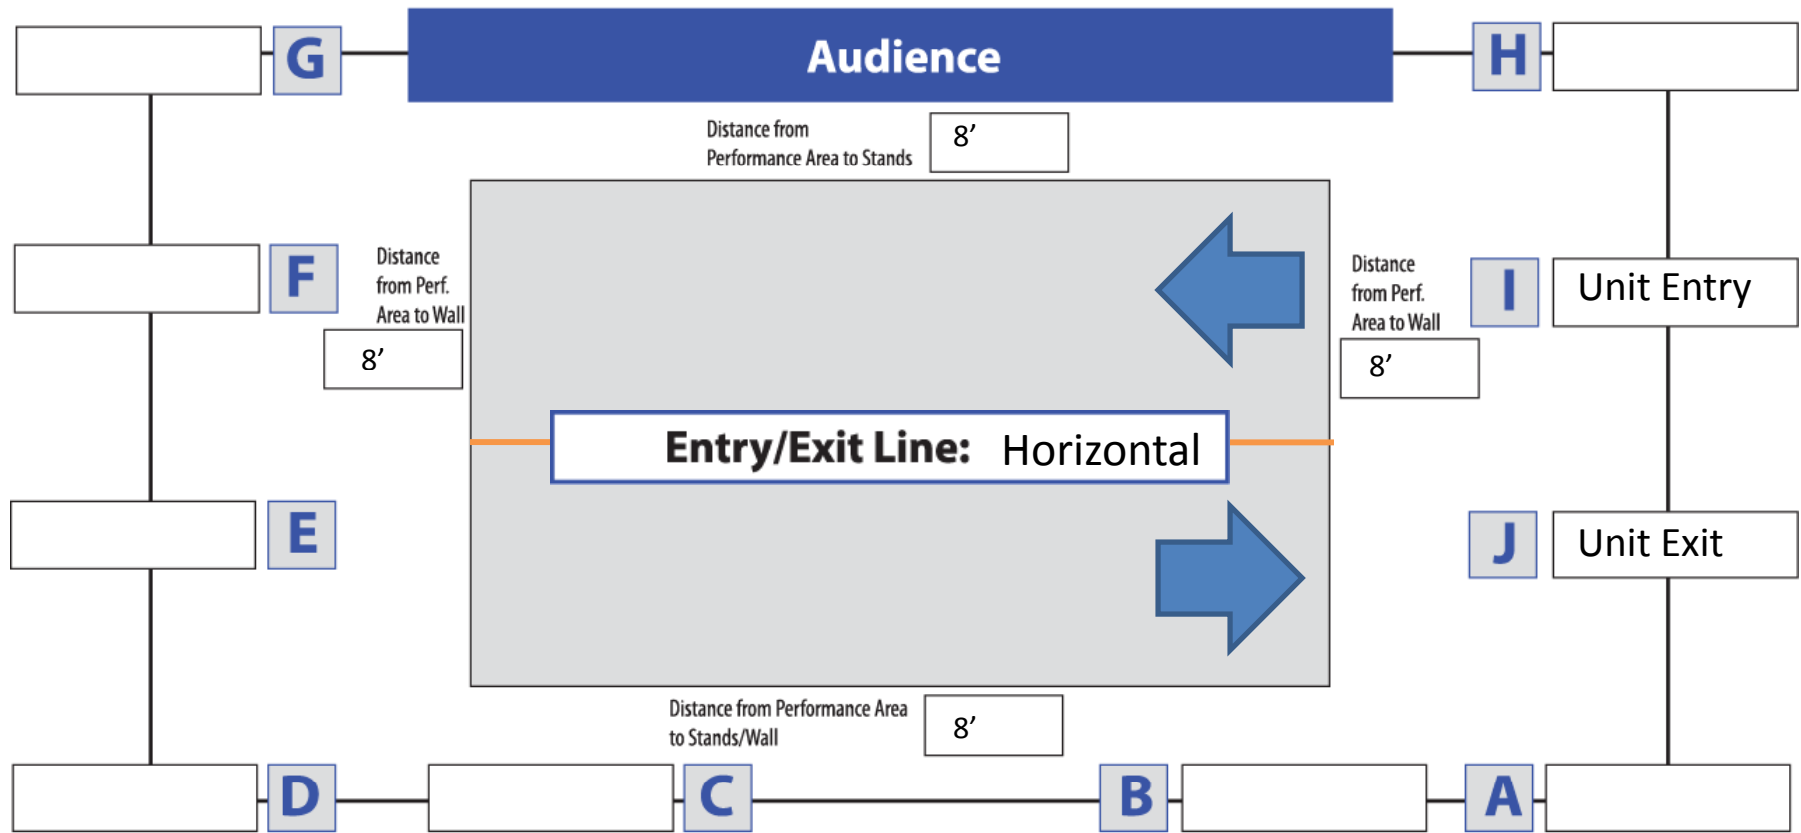 G
Audience
H
Distance from
Performance Area to Stands
8’
F
Distance
from Perf.
Area to Wall
8’
Distance
from Perf.
Area to Wall
8’
I
Unit Entry
Entry/Exit Line: Horizontal
E
J
Unit Exit
Distance from Performance Area
to Stands/Wall
8’
D
C
B
A